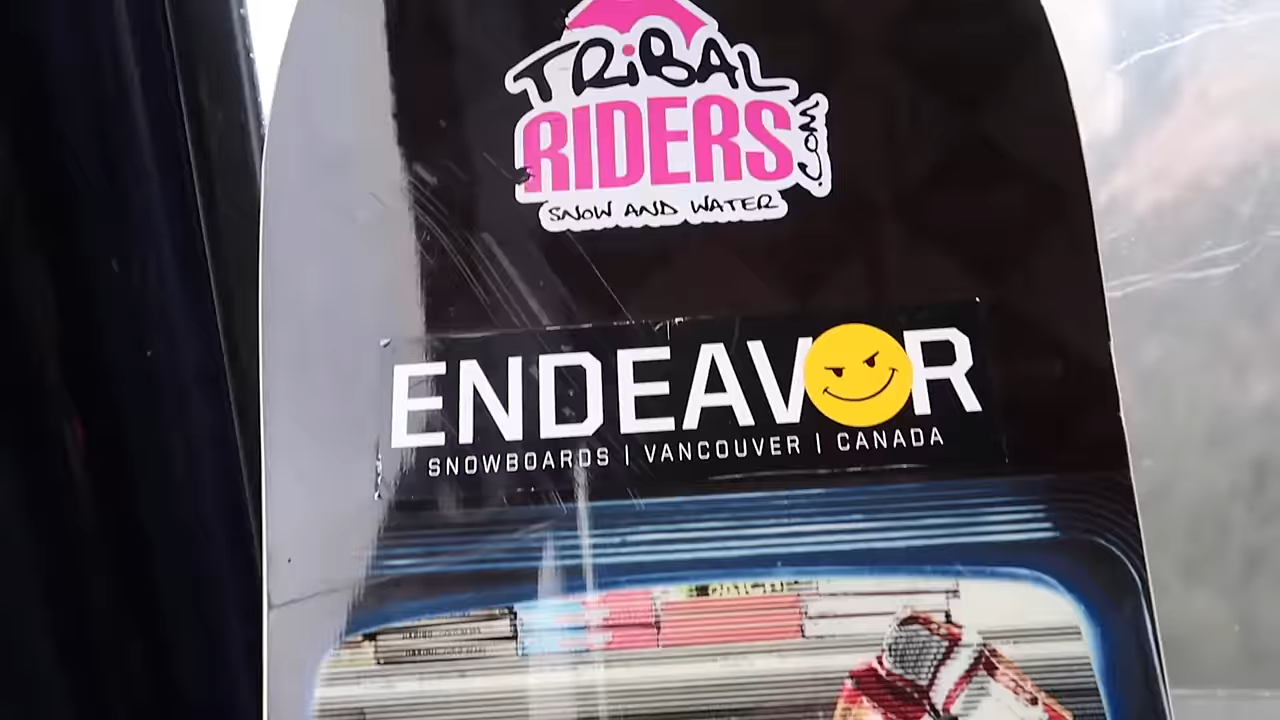 TRiBAL
RIDERS
.COM
SNOW AND WATER
ENDEAVOR
SNOWBOARDS | VANCOUVER | CANADA